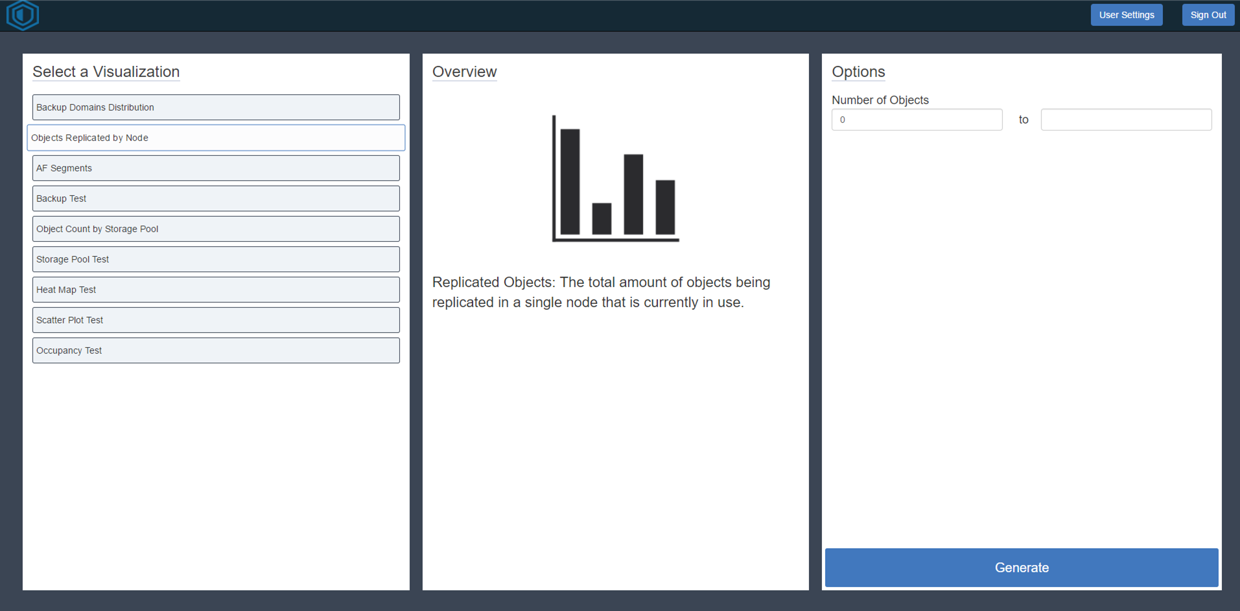 User Settings
Sign Out
Select a Visualization
Backup Domains Distribution
Objects Replicated by Node
AF Segments
Backup Test
Object Count by Storage Pool
Storage Pool Test
Heat Map Test
Scatter Plot Test
Occupancy Test
Overview
Replicated Objects: The total amount of objects being
replicated in a single node that is currently in use.
Options
Number of Objects
0
to
Generate